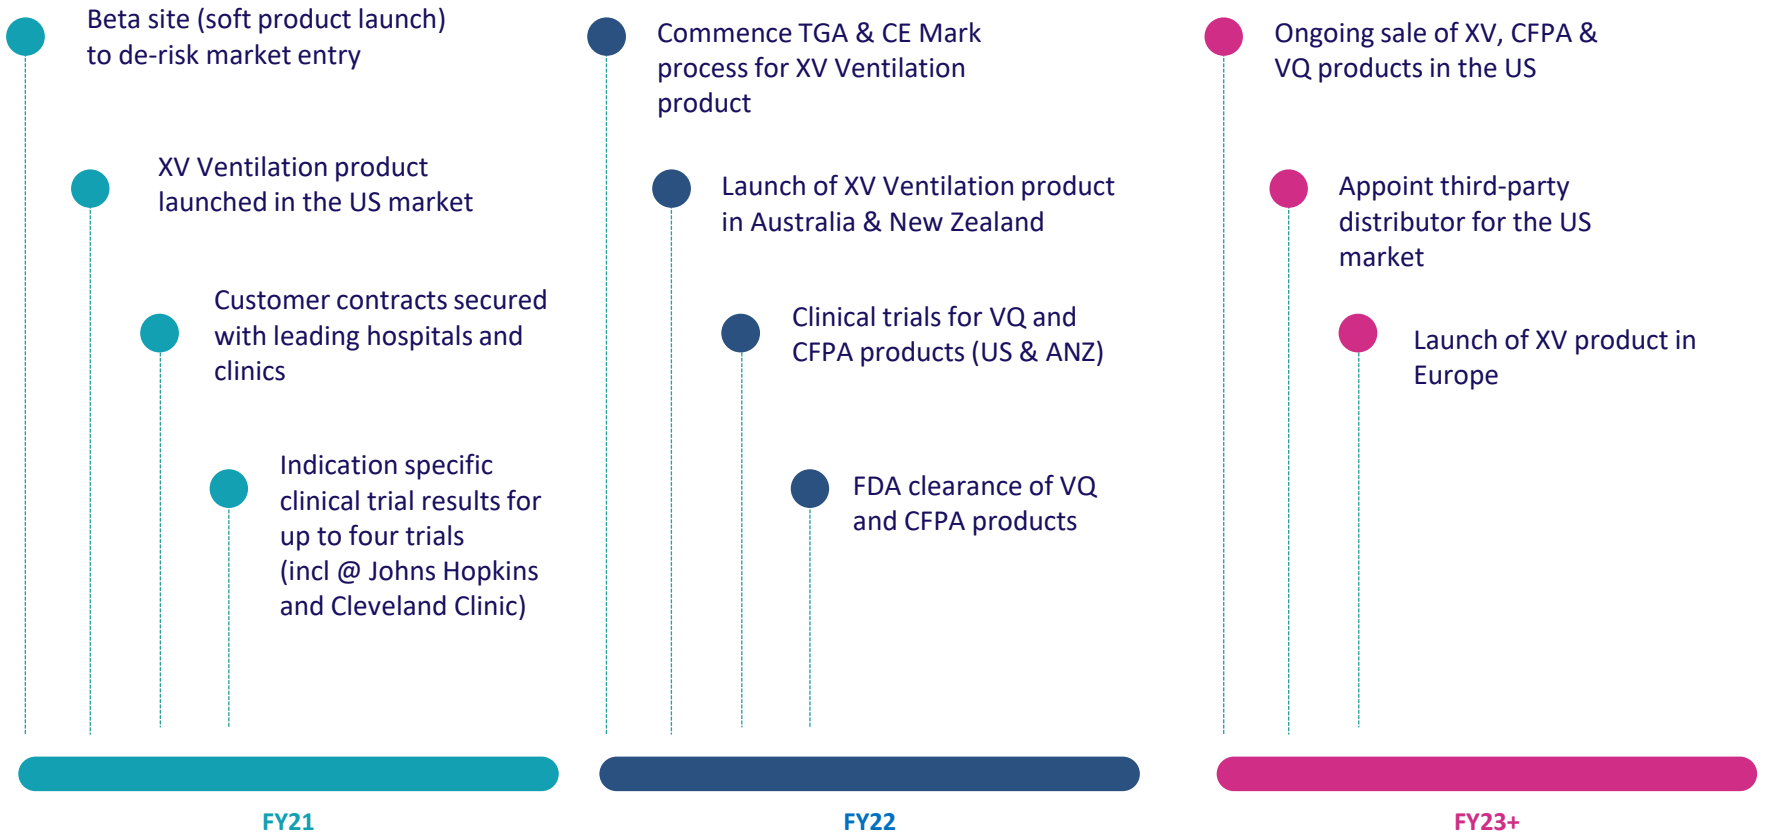 Beta site (soft product launch)
to de-risk market entry
XV Ventilation product
launched in the US market
Customer contracts secured
with leading hospitals and
clinics
Indication specific
clinical trial results for
up to four trials
(incl @ Johns Hopkins
and Cleveland Clinic)
FY21
Commence TGA & CE Mark
process for XV Ventilation
product
Launch of XV Ventilation product
in Australia & New Zealand
Clinical trials for VQ and
CFPA products (US & ANZ)
FDA clearance of VQ
and CFPA products
FY22
Ongoing sale of XV, CFPA &
VQ products in the US
Appoint third-party
distributor for the US
market
Launch of XV product in
Europe
FY23+